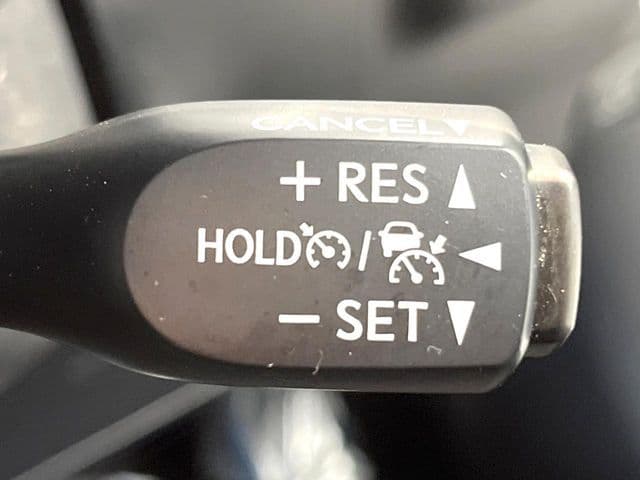 CANCEL▼
+ RES ▲
HOLD / ◀
− SET ▼